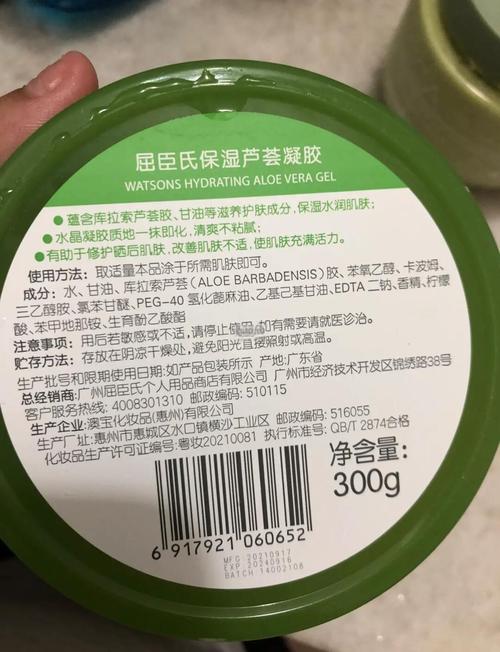 屈臣氏保湿芦荟凝胶
WATSONS HYDRATING ALOE VERA GEL
● 蕴含库拉索芦荟胶、甘油等滋养护肤成分，保湿水润肌肤；
● 水晶凝胶质地一抹即化，清爽不粘腻；
● 有助于修护晒后肌肤，改善肌肤不适，使肌肤充满活力。
使用方法：取适量本品涂于所需肌肤即可。
成分：水、甘油、库拉索芦荟（ALOE BARBADENSIS）胶、苯氧乙醇、卡波姆、
三乙醇胺、氯苯甘醚、PEG-40 氢化蓖麻油、乙基己基甘油、EDTA 二钠、香精、柠檬
酸、苯甲地那铵、生育酚乙酸酯
注意事项：用后若敏感或不适，请停止使用，如有需要请就医诊治。
贮存方法：存放在阴凉干燥处，避免阳光直接照射或高温。
生产批号和限期使用日期：如产品包装所示 产地：广东省
总经销商：广州屈臣氏个人用品商店有限公司 广州市经济技术开发区锦绣路38号
客户服务热线：4008301310 邮政编码：510115
生产企业：澳宝化妆品(惠州)有限公司
生产厂址：惠州市惠城区水口镇横沙工业区 邮政编码：516055
化妆品生产许可证编号：粤妆20210081 执行标准号：QB/T 2874合格
净含量：
300g
6 917921 060652
MFG 20210917
EXP 20240916
BATCH 14002108